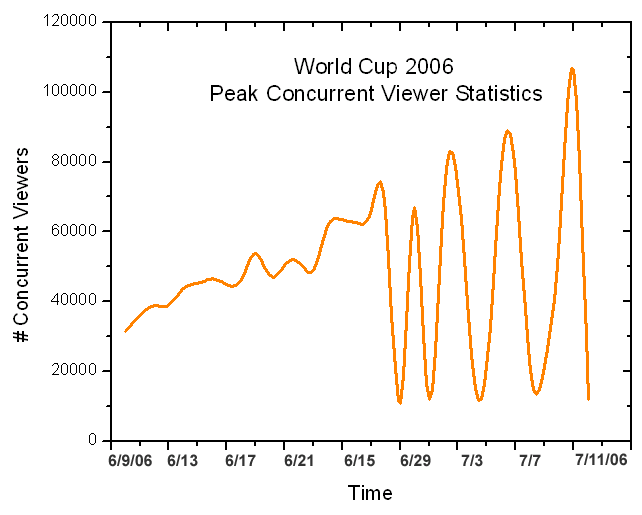 World Cup 2006
Peak Concurrent Viewer Statistics
# Concurrent Viewers
120000
100000
80000
60000
40000
20000
0
6/9/06 6/13 6/17 6/21 6/15 6/29 7/3 7/7 7/11/06
Time